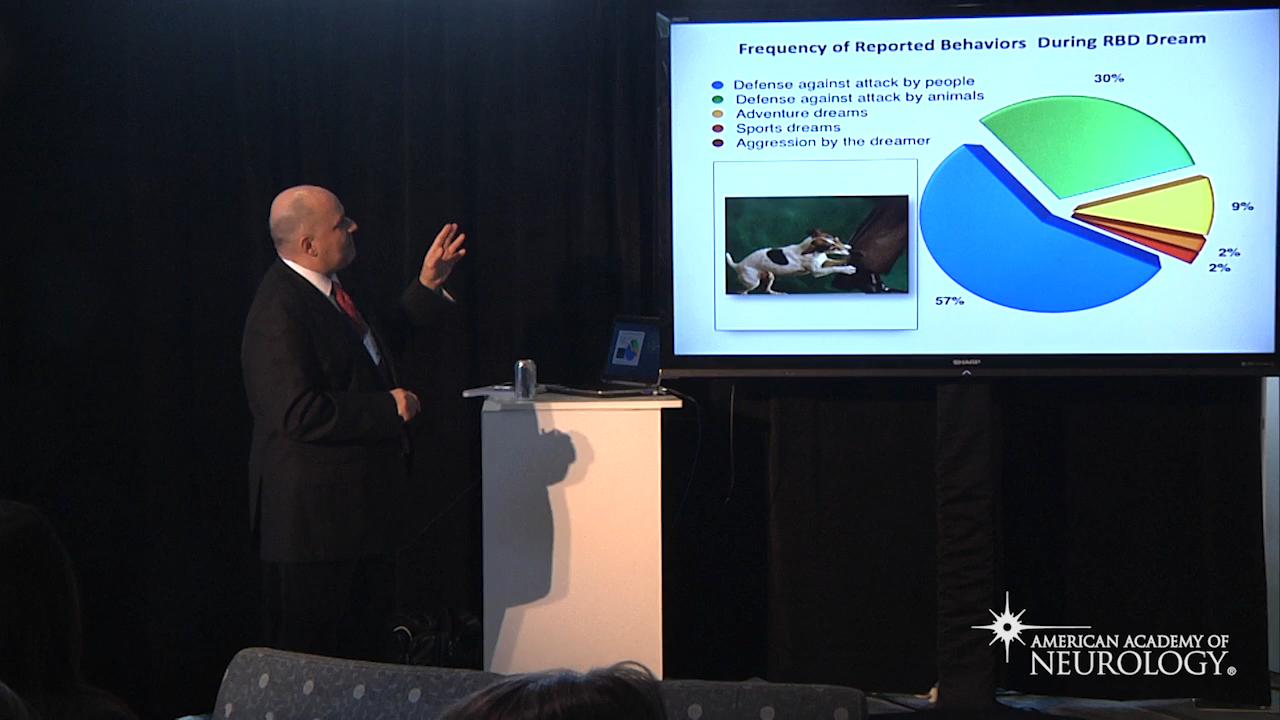 Frequency of Reported Behaviors During RBD Dream
Defense against attack by people
Defense against attack by animals
Adventure dreams
Sports dreams
Aggression by the dreamer
30%
9%
2%
2%
57%
SHARP
AMERICAN ACADEMY OF
NEUROLOGY®